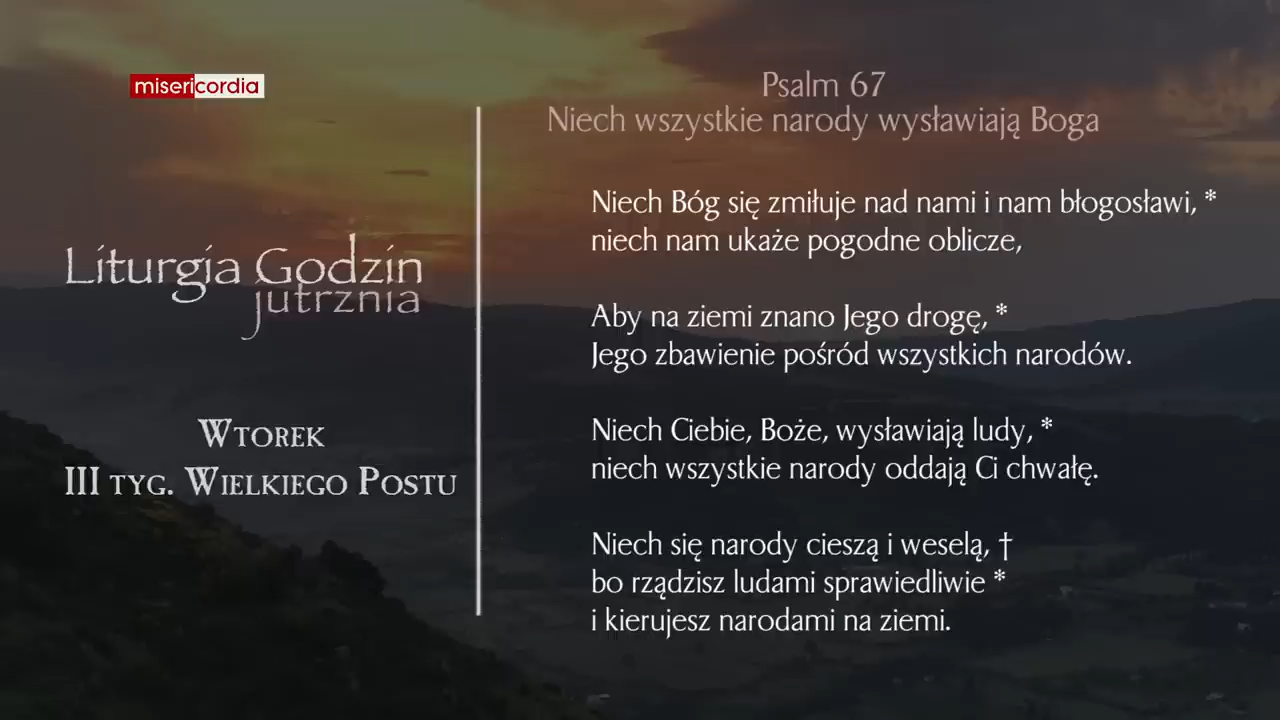 misericordia
Liturgia Godzin
jutrznia
Wtorek
III tyg. Wielkiego Postu
Psalm 67
Niech wszystkie narody wysławiają Boga
Niech Bóg się zmiłuje nad nami i nam błogosławi, *
niech nam ukaże pogodne oblicze,
Aby na ziemi znano Jego drogę, *
Jego zbawienie pośród wszystkich narodów.
Niech Ciebie, Boże, wysławiają ludy, *
niech wszystkie narody oddają Ci chwałę.
Niech się narody cieszą i weselą, †
bo rządzisz ludami sprawiedliwie *
i kierujesz narodami na ziemi.